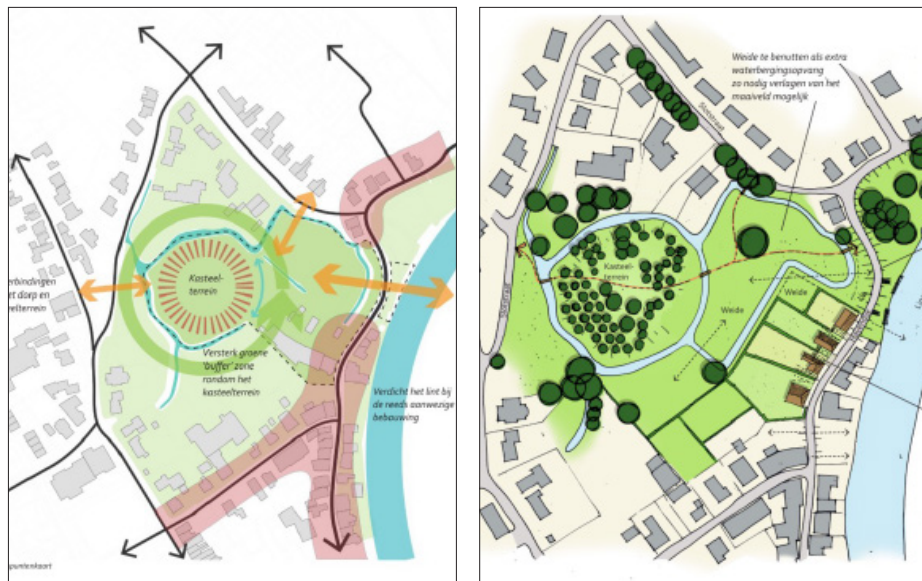 Kasteel-
terrein
erbindingen
et dorp en
eelterrein
Versterk groene
'buffer' zone
rondom het
kasteelterrein
Verdicht het lint bij
de reeds aanwezige
bebouwing
puntenkaart
Weide te benutten als extra
waterbergingsopvang
zo nodig verlagen van het
maaiveld mogelijk
Slotstraat
Kasteel-
terrein
Weide
Weide